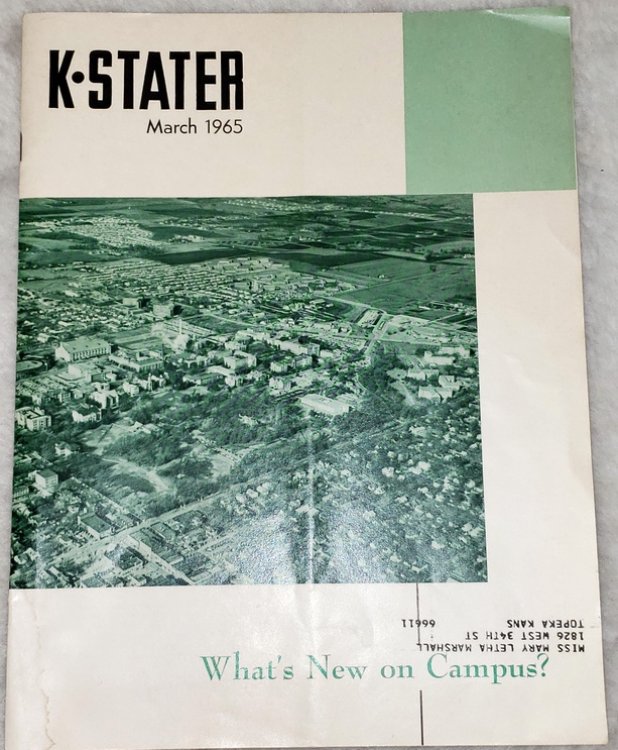 K·STATER
March 1965
MISS MARY LETHA MARSHALL
1826 WEST 34TH ST
TOPEKA KANS 66611
What's New on Campus?